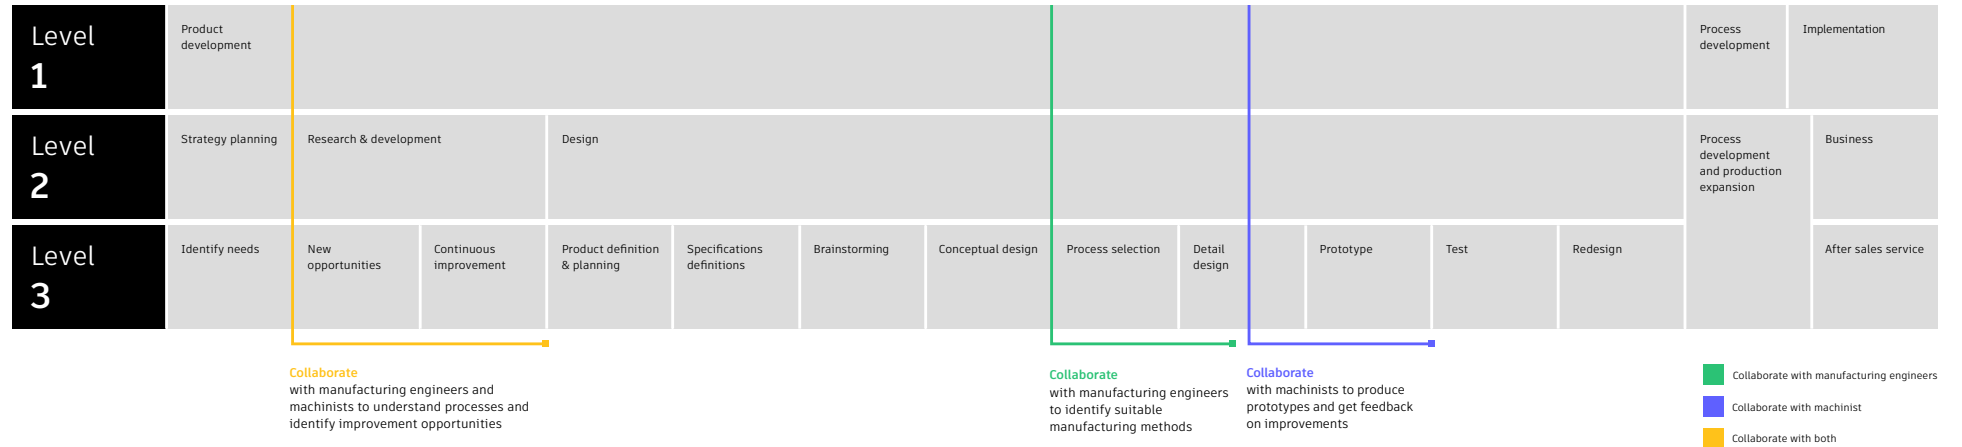 Level
1
Product
development
Process
development
Implementation
Level
2
Strategy planning
Research & development
Design
Process
development
and production
expansion
Business
Level
3
Identify needs
New
opportunities
Continuous
improvement
Product definition
& planning
Specifications
definitions
Brainstorming
Conceptual design
Process selection
Detail
design
Prototype
Test
Redesign
After sales service
Collaborate
with manufacturing engineers and
machinists to understand processes and
identify improvement opportunities
Collaborate
with manufacturing engineers
to identify suitable
manufacturing methods
Collaborate
with machinists to produce
prototypes and get feedback
on improvements
Collaborate with manufacturing engineers
Collaborate with machinist
Collaborate with both